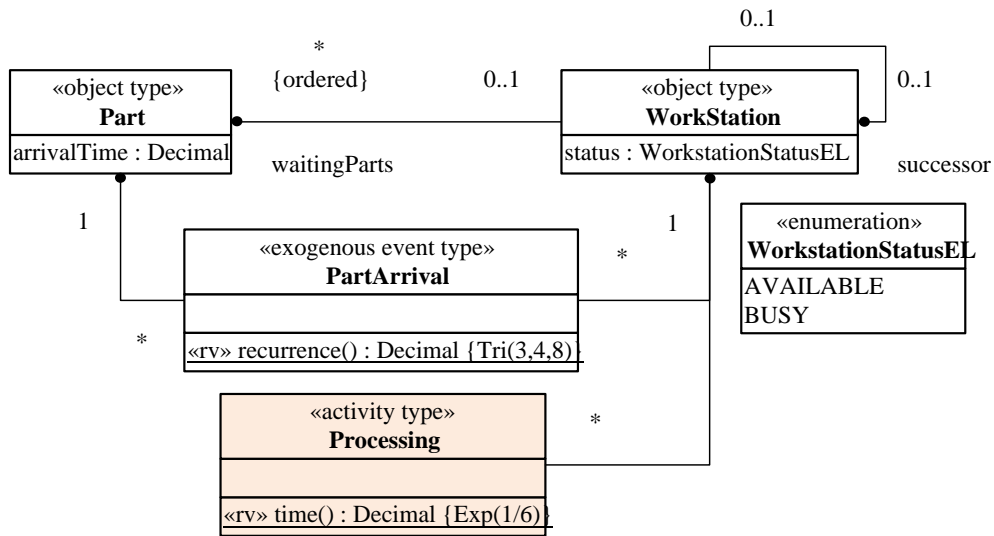 0..1
*
{ordered}
0..1
0..1
«object type»
Part
arrivalTime : Decimal
«object type»
WorkStation
status : WorkstationStatusEL
waitingParts
successor
1
1
«exogenous event type»
PartArrival
«rv» recurrence() : Decimal {Tri(3,4,8)}
*
*
«enumeration»
WorkstationStatusEL
AVAILABLE
BUSY
«activity type»
Processing
«rv» time() : Decimal {Exp(1/6)}
*